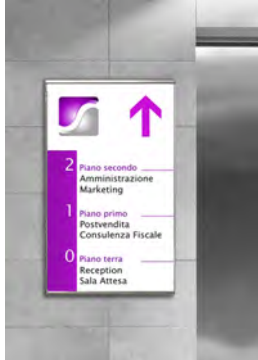 2 Piano secondo
Amministrazione
Marketing
1 Piano primo
Postvendita
Consulenza Fiscale
0 Piano terra
Reception
Sala Attesa